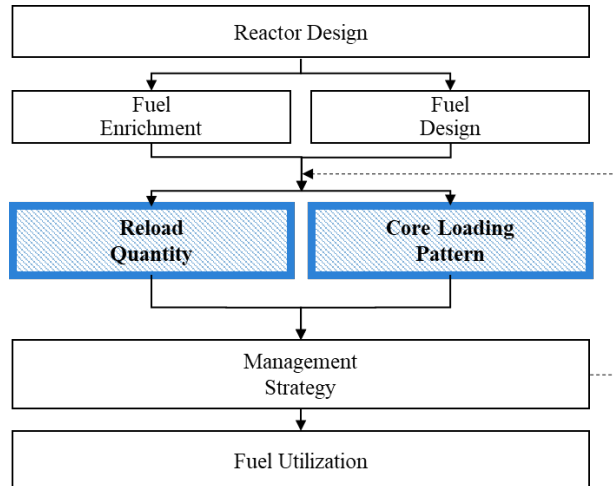 Reactor Design
Fuel
Enrichment
Fuel
Design
Reload
Quantity
Core Loading
Pattern
Management
Strategy
Fuel Utilization